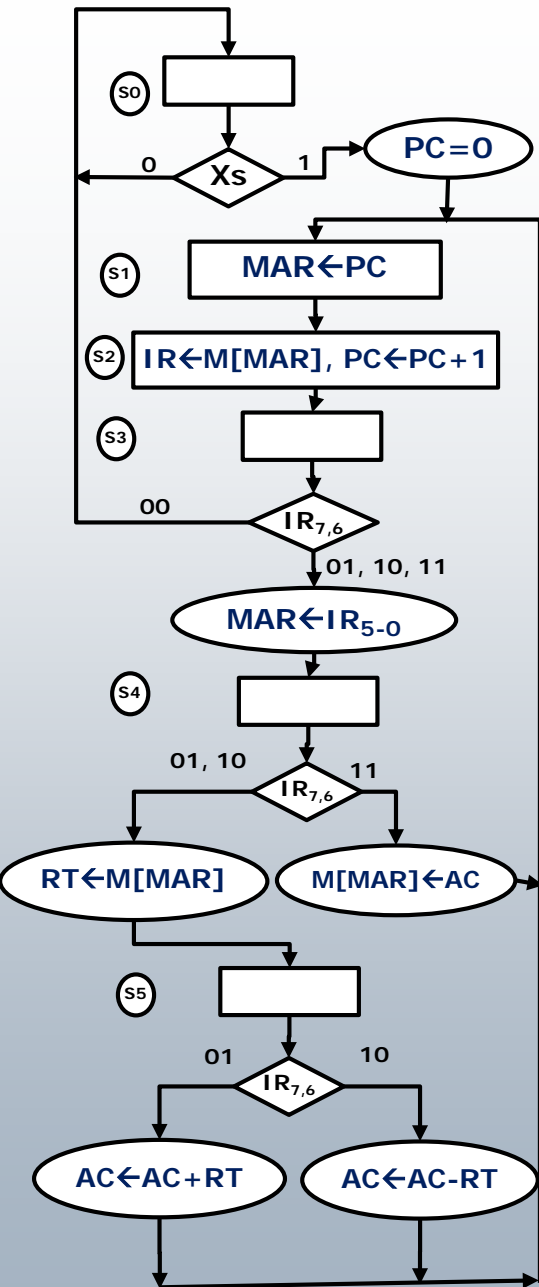 S0
0
Xs
1
PC=0
S1
MAR←PC
S2
IR←M[MAR], PC←PC+1
S3
00
IR7,6
01, 10, 11
MAR←IR5-0
S4
01, 10
IR7,6
11
RT←M[MAR]
M[MAR]←AC
S5
01
IR7,6
10
AC←AC+RT
AC←AC-RT